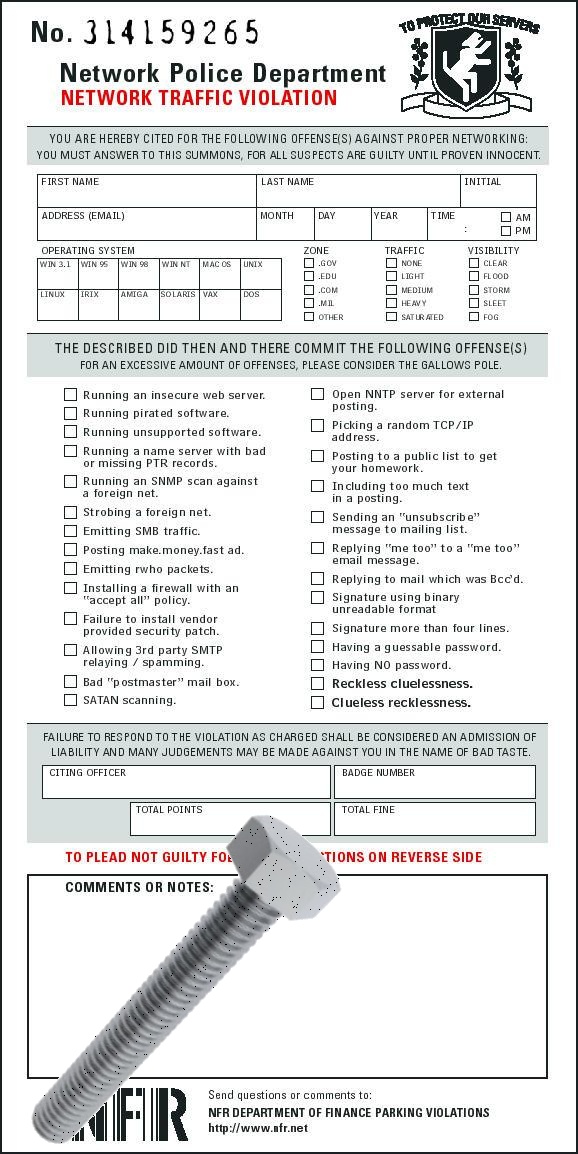 No. 314159265
TO PROTECT OUR SERVERS
Network Police Department
NETWORK TRAFFIC VIOLATION
YOU ARE HEREBY CITED FOR THE FOLLOWING OFFENSE(S) AGAINST PROPER NETWORKING:
YOU MUST ANSWER TO THIS SUMMONS, FOR ALL SUSPECTS ARE GUILTY UNTIL PROVEN INNOCENT.
FIRST NAME LAST NAME INITIAL
ADDRESS (EMAIL) MONTH DAY YEAR TIME : AM
PM
OPERATING SYSTEM ZONE TRAFFIC VISIBILITY
WIN 3.1 WIN 95 WIN 98 WIN NT MAC OS UNIX
LINUX IRIX AMIGA SOLARIS VAX DOS
.GOV NONE CLEAR
.EDU LIGHT FLOOD
.COM MEDIUM STORM
.MIL HEAVY SLEET
OTHER SATURATED FOG
THE DESCRIBED DID THEN AND THERE COMMIT THE FOLLOWING OFFENSE(S)
FOR AN EXCESSIVE AMOUNT OF OFFENSES, PLEASE CONSIDER THE GALLOWS POLE.
Running an insecure web server.
Running pirated software.
Running unsupported software.
Running a name server with bad
or missing PTR records.
Running an SNMP scan against
a foreign net.
Strobing a foreign net.
Emitting SMB traffic.
Posting make.money.fast ad.
Emitting rwho packets.
Installing a firewall with an
"accept all" policy.
Failure to install vendor
provided security patch.
Allowing 3rd party SMTP
relaying / spamming.
Bad "postmaster" mail box.
SATAN scanning.
Open NNTP server for external
posting.
Picking a random TCP/IP
address.
Posting to a public list to get
your homework.
Including too much text
in a posting.
Sending an "unsubscribe"
message to mailing list.
Replying "me too" to a "me too"
email message.
Replying to mail which was Bcc'd.
Signature using binary
unreadable format
Signature more than four lines.
Having a guessable password.
Having NO password.
Reckless cluelessness.
Clueless recklessness.
FAILURE TO RESPOND TO THE VIOLATION AS CHARGED SHALL BE CONSIDERED AN ADMISSION OF
LIABILITY AND MANY JUDGEMENTS MAY BE MADE AGAINST YOU IN THE NAME OF BAD TASTE.
CITING OFFICER BADGE NUMBER
TOTAL POINTS TOTAL FINE
TO PLEAD NOT GUILTY ON REVERSE SIDE
COMMENTS OR NOTES:
NFR
Send questions or comments to:
NFR DEPARTMENT OF FINANCE PARKING VIOLATIONS
http://www.nfr.net